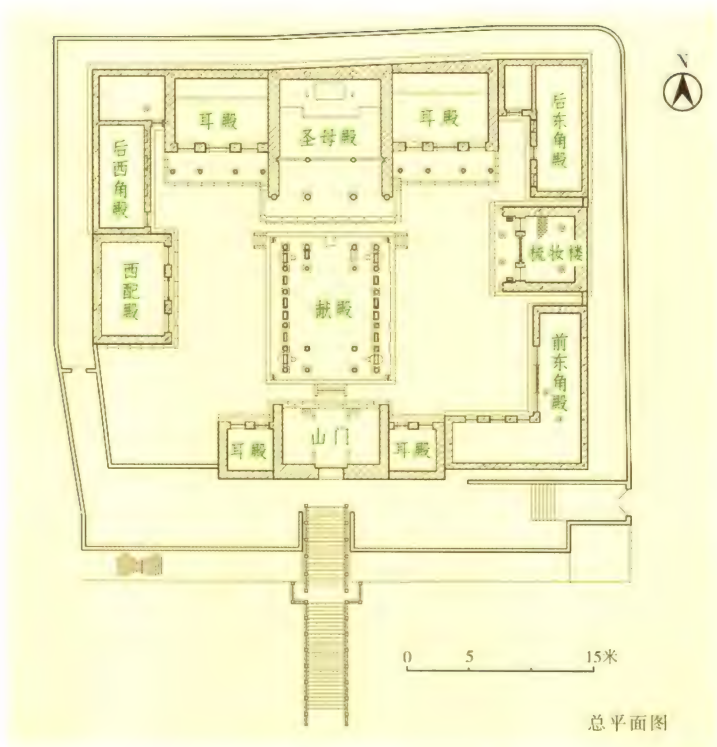 N
耳殿
圣母殿
耳殿
后东角殿
后西角殿
梳妆楼
西配殿
献殿
前东角殿
耳殿
山门
耳殿
0 5 15米
总平面图